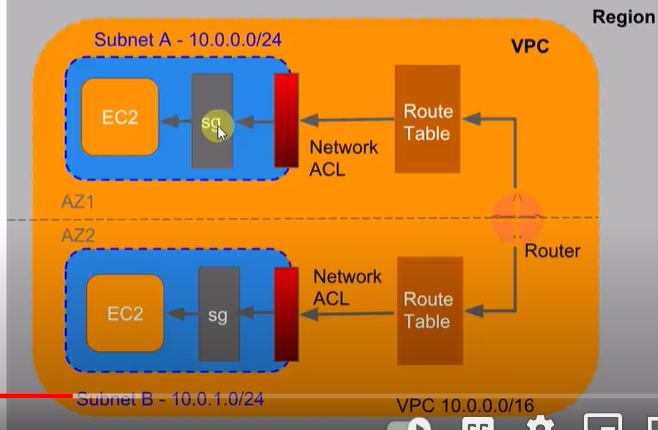 Region
Subnet A - 10.0.0.0/24
VPC
EC2
sg
Network
ACL
Route
Table
AZ1
AZ2
Router
EC2
sg
Network
ACL
Route
Table
Subnet B - 10.0.1.0/24
VPC 10.0.0.0/16